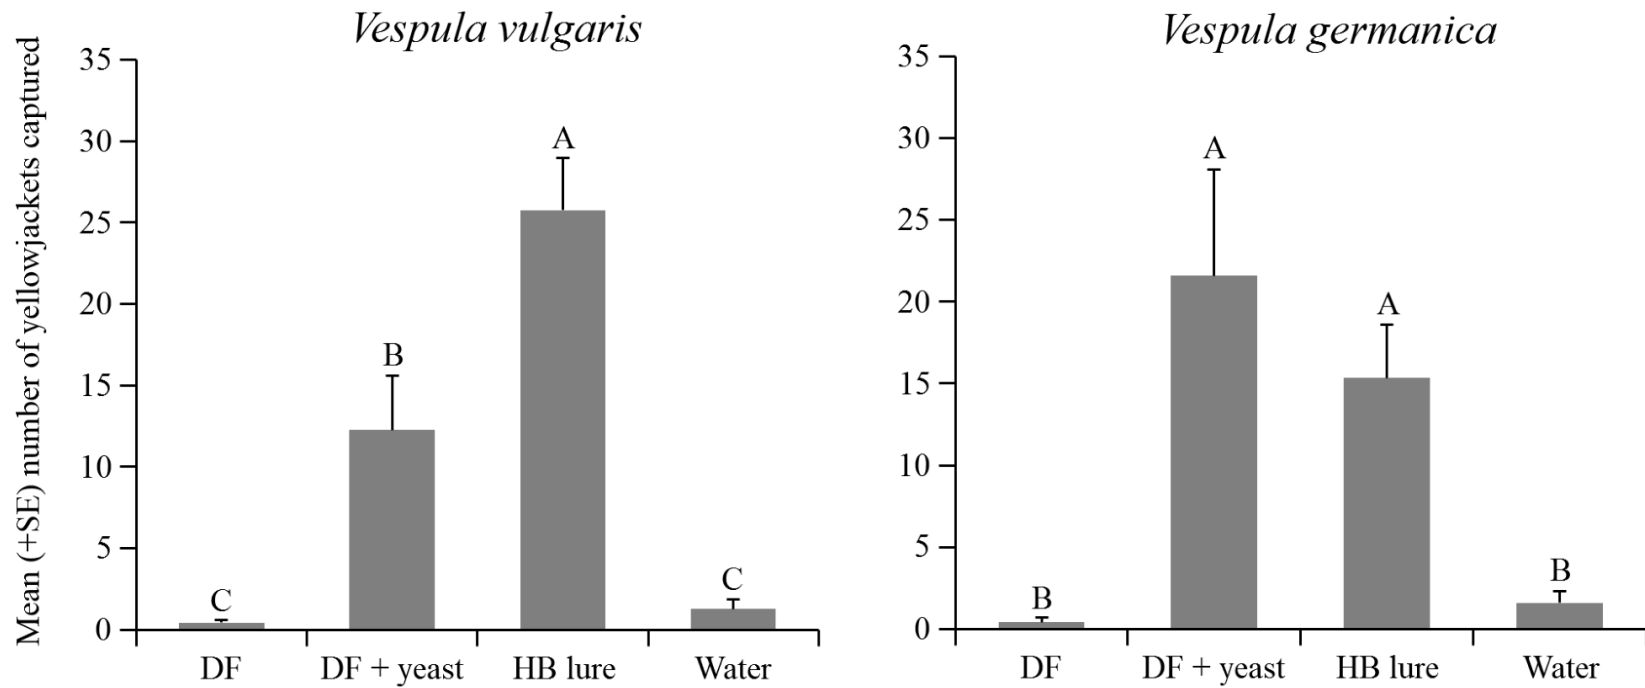 Vespula vulgaris
Mean (+SE) number of yellowjackets captured
35
30
25
20
15
10
5
0
C
B
A
C
DF
DF + yeast
HB lure
Water
Vespula germanica
35
30
25
20
15
10
5
0
B
A
A
B
DF
DF + yeast
HB lure
Water